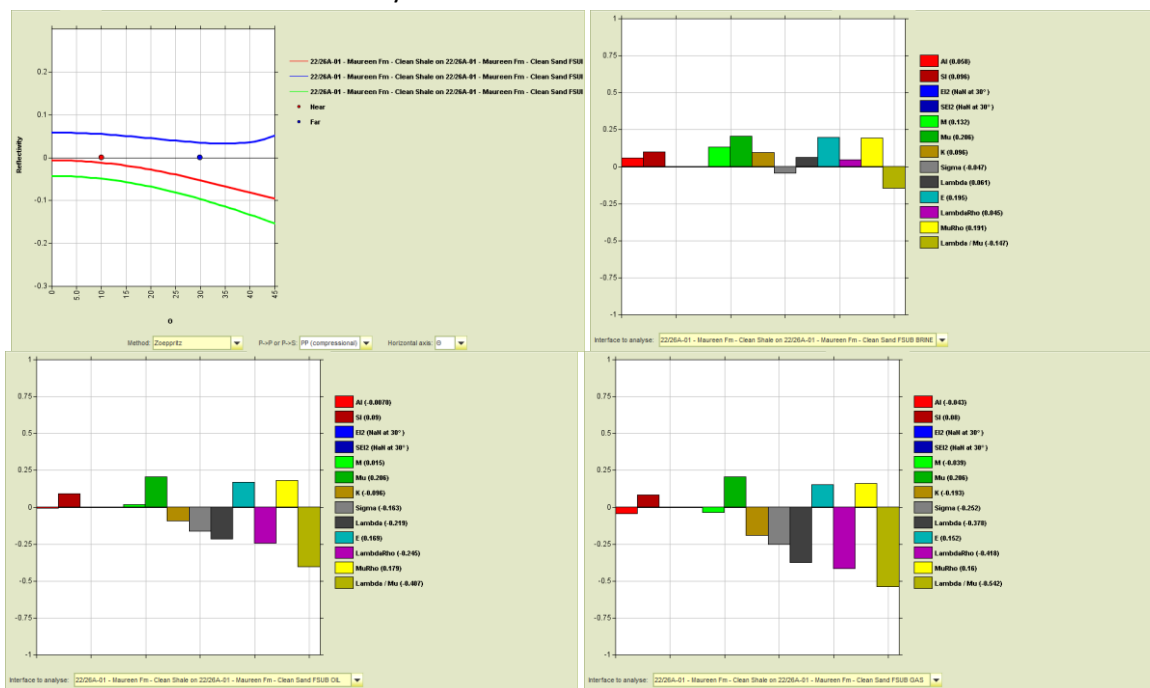 0.2
0.1
0
-0.1
-0.2
-0.3
Reflectivity
0
5.0
10
15
20
25
30
35
40
45
Θ
22/26A-01 - Maureen Fm - Clean Shale on 22/26A-01 - Maureen Fm - Clean Sand FSUI
22/26A-01 - Maureen Fm - Clean Shale on 22/26A-01 - Maureen Fm - Clean Sand FSUI
22/26A-01 - Maureen Fm - Clean Shale on 22/26A-01 - Maureen Fm - Clean Sand FSUI
Near
Far
Method: Zoeppritz P->P or P->S: PP (compressional) Horizontal axis: Θ
1
0.75
0.5
0.25
0
-0.25
-0.5
-0.75
-1
AI (0.058)
SI (0.096)
EI2 (NaN at 30°)
SEI2 (NaN at 30°)
M (0.132)
Mu (0.206)
K (0.096)
Sigma (-0.047)
Lambda (0.061)
E (0.195)
LambdaRho (0.045)
MuRho (0.191)
Lambda / Mu (-0.147)
Interface to analyse: 22/26A-01 - Maureen Fm - Clean Shale on 22/26A-01 - Maureen Fm - Clean Sand FSUB BRINE
1
0.75
0.5
0.25
0
-0.25
-0.5
-0.75
-1
AI (-0.0078)
SI (0.09)
EI2 (NaN at 30°)
SEI2 (NaN at 30°)
M (0.015)
Mu (0.206)
K (-0.096)
Sigma (-0.163)
Lambda (-0.219)
E (0.169)
LambdaRho (-0.245)
MuRho (0.179)
Lambda / Mu (-0.407)
Interface to analyse: 22/26A-01 - Maureen Fm - Clean Shale on 22/26A-01 - Maureen Fm - Clean Sand FSUB OIL
1
0.75
0.5
0.25
0
-0.25
-0.5
-0.75
-1
AI (-0.043)
SI (0.08)
EI2 (NaN at 30°)
SEI2 (NaN at 30°)
M (-0.039)
Mu (0.206)
K (-0.193)
Sigma (-0.252)
Lambda (-0.378)
E (0.152)
LambdaRho (-0.418)
MuRho (0.16)
Lambda / Mu (-0.542)
Interface to analyse: 22/26A-01 - Maureen Fm - Clean Shale on 22/26A-01 - Maureen Fm - Clean Sand FSUB GAS